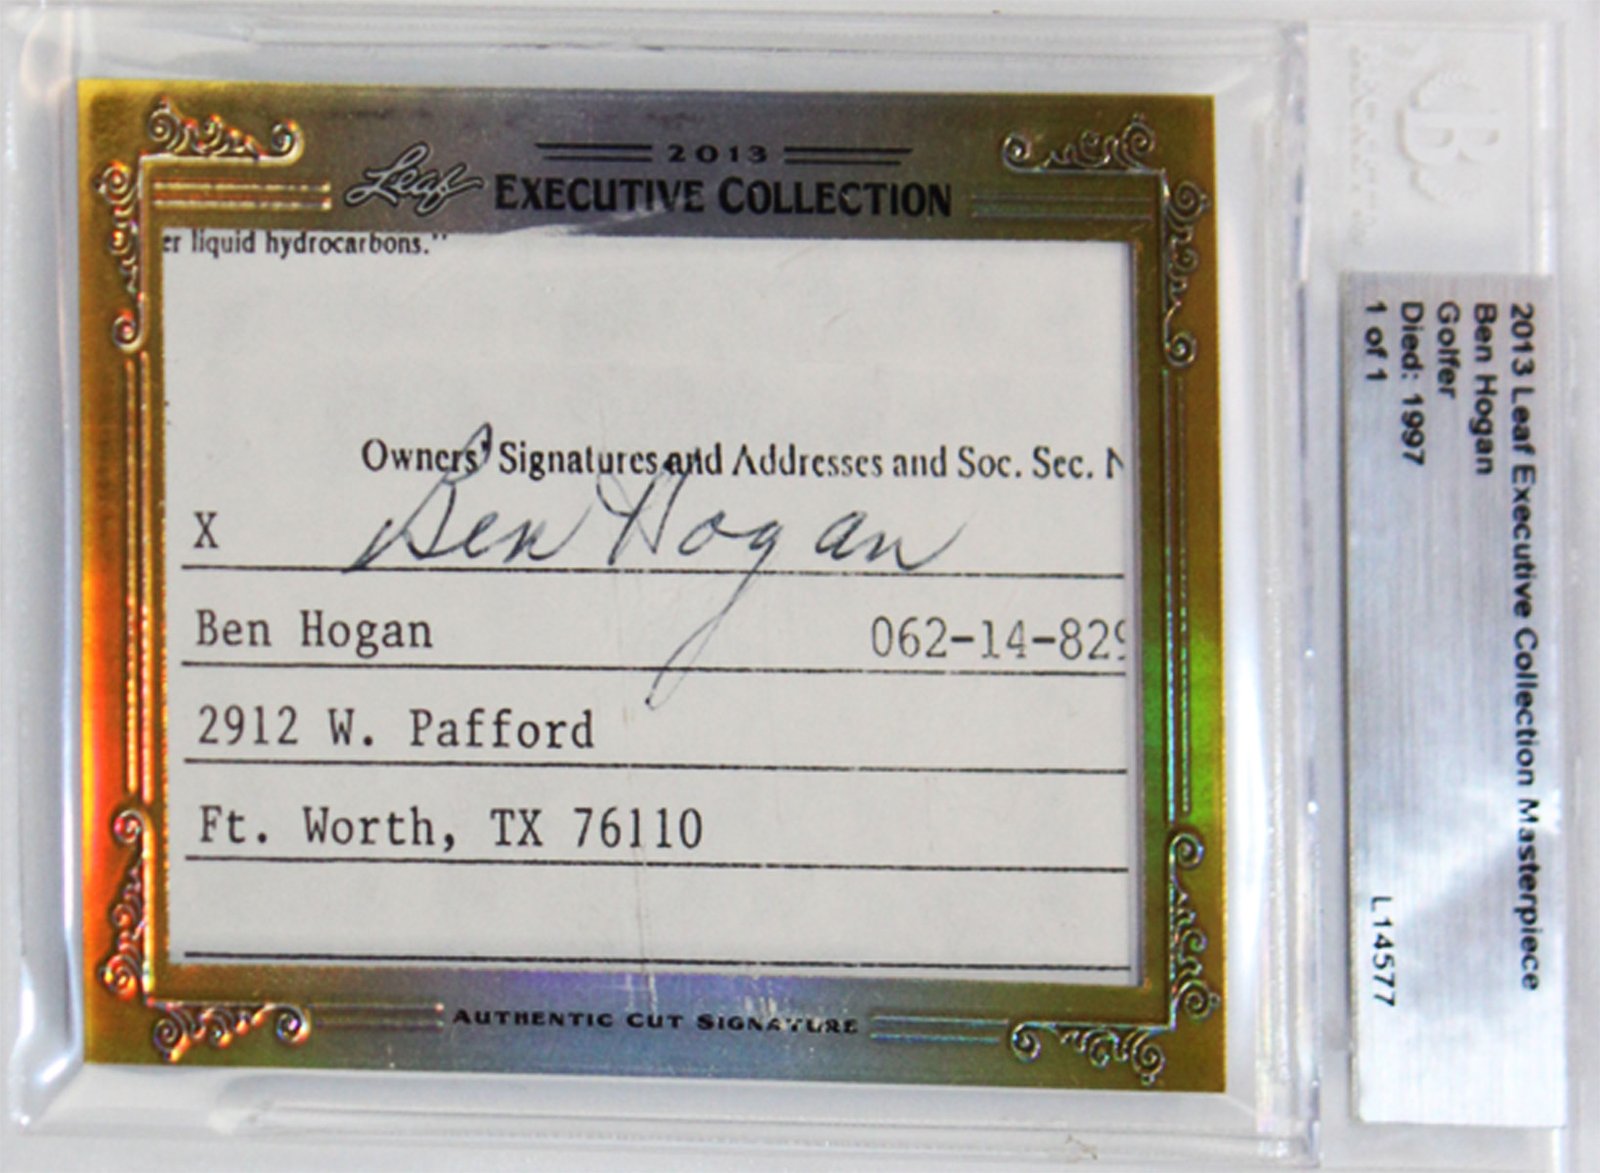 2013
Leaf EXECUTIVE COLLECTION
er liquid hydrocarbons."
Owners' Signatures and Addresses and Soc. Sec. N
X Ben Hogan
Ben Hogan 062-14-829
2912 W. Pafford
Ft. Worth, TX 76110
AUTHENTIC CUT SIGNATURE
2013 Leaf Executive Collection Masterpiece
Ben Hogan
Golfer
Died: 1997
1 of 1 L14577